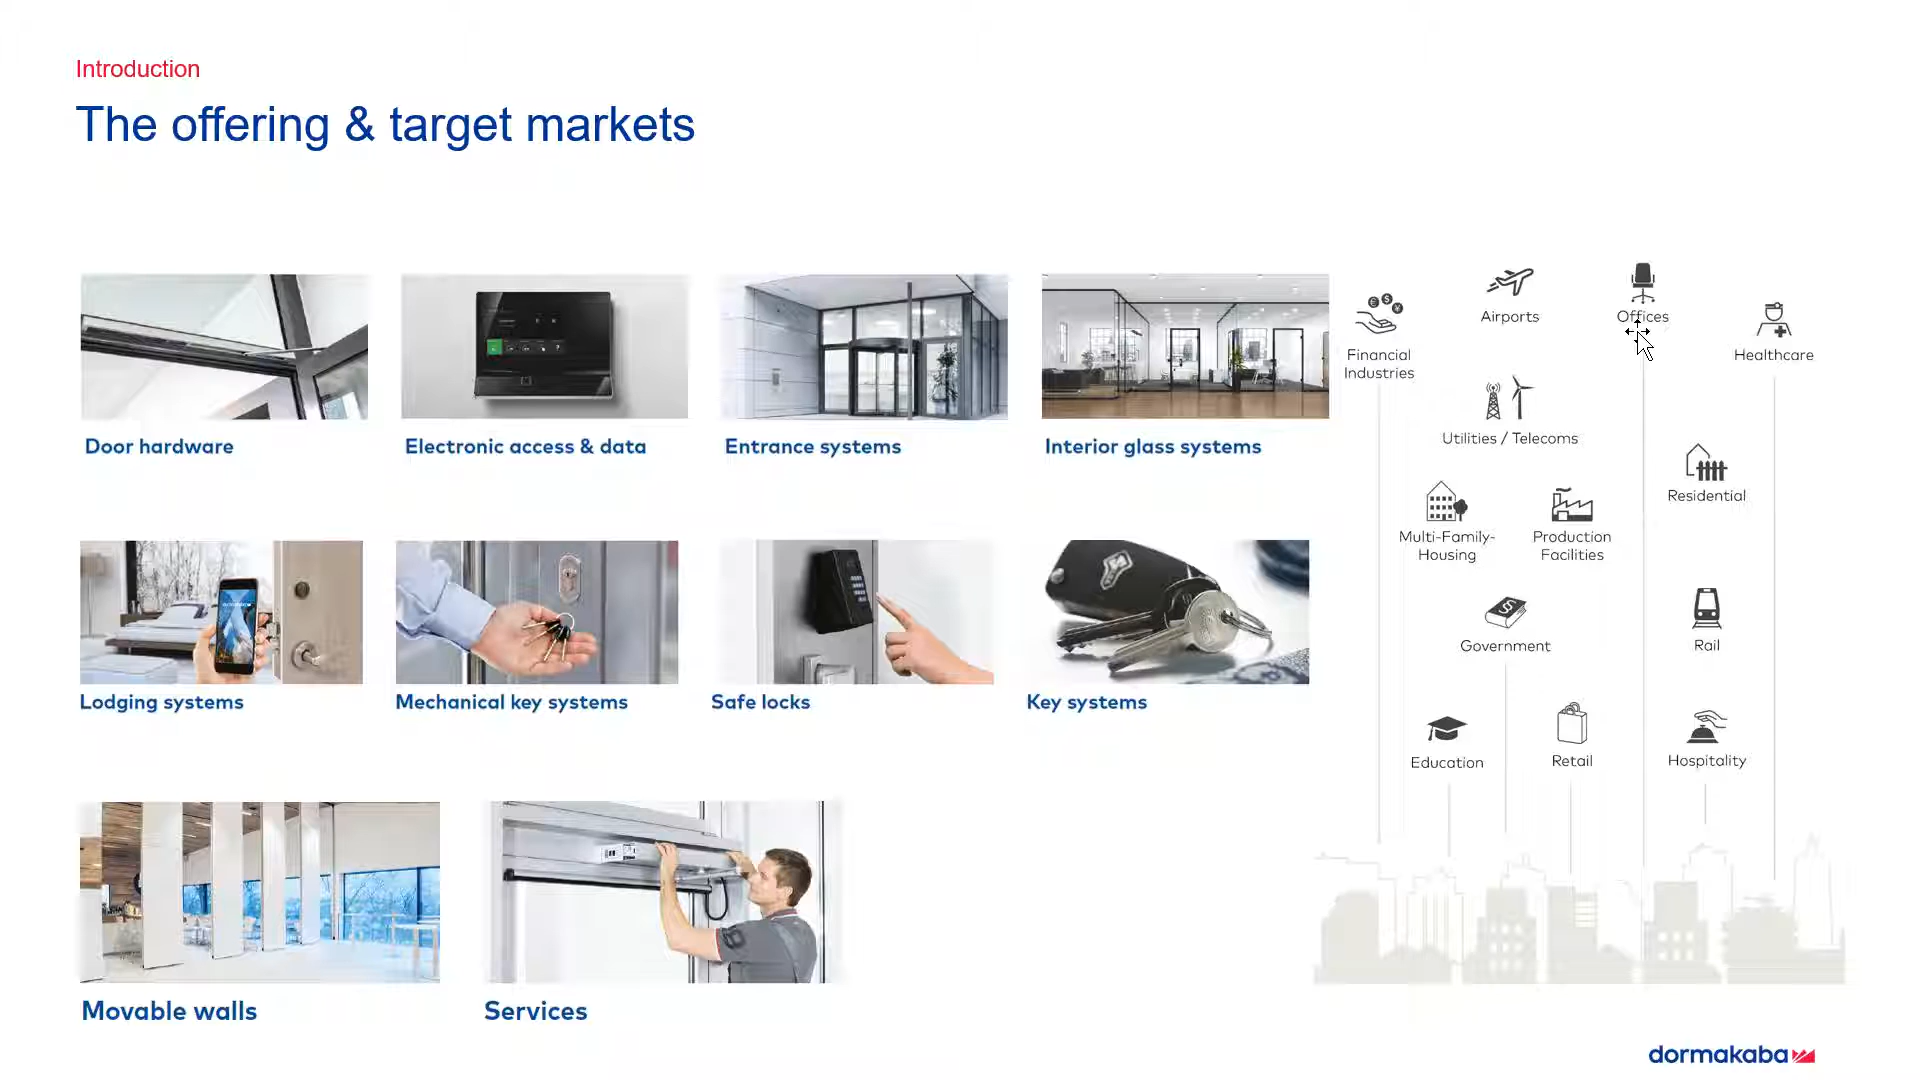 Introduction
The offering & target markets
Door hardware
Electronic access & data
Entrance systems
Interior glass systems
Lodging systems
Mechanical key systems
Safe locks
Key systems
Movable walls
Services
Financial
Industries
Airports
Offices
Healthcare
Utilities / Telecoms
Residential
Multi-Family-
Housing
Production
Facilities
Government
Rail
Education
Retail
Hospitality
dormakaba